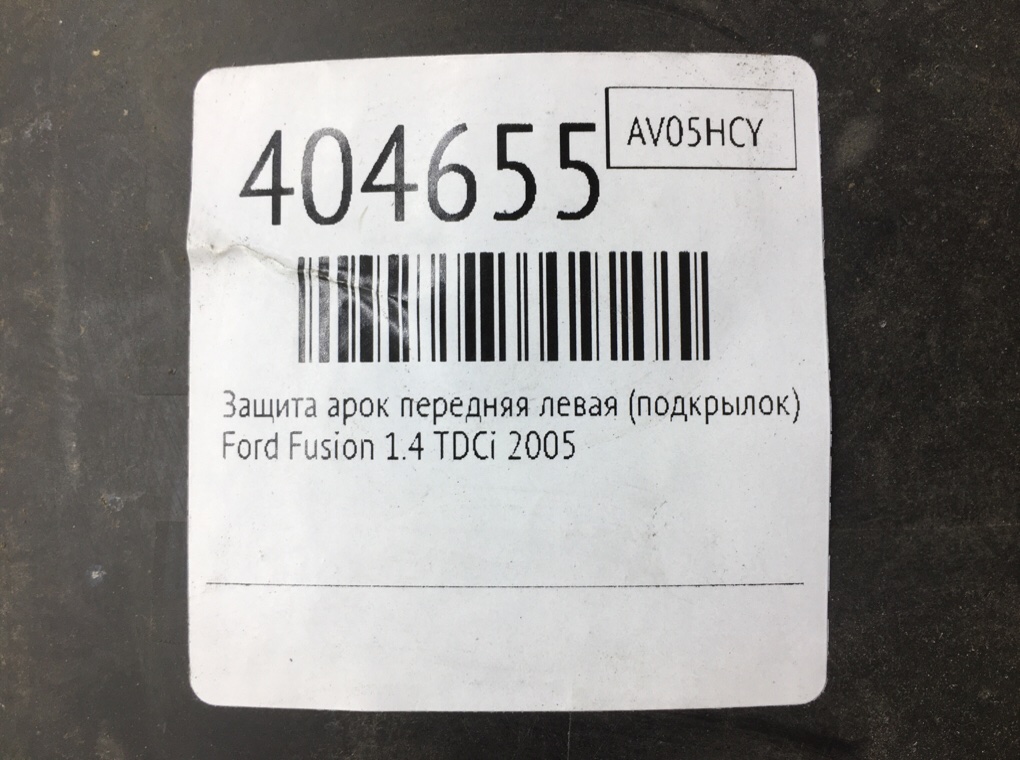 404655
AV05HCY
Защита арок передняя левая (подкрылок)
Ford Fusion 1.4 TDCi 2005